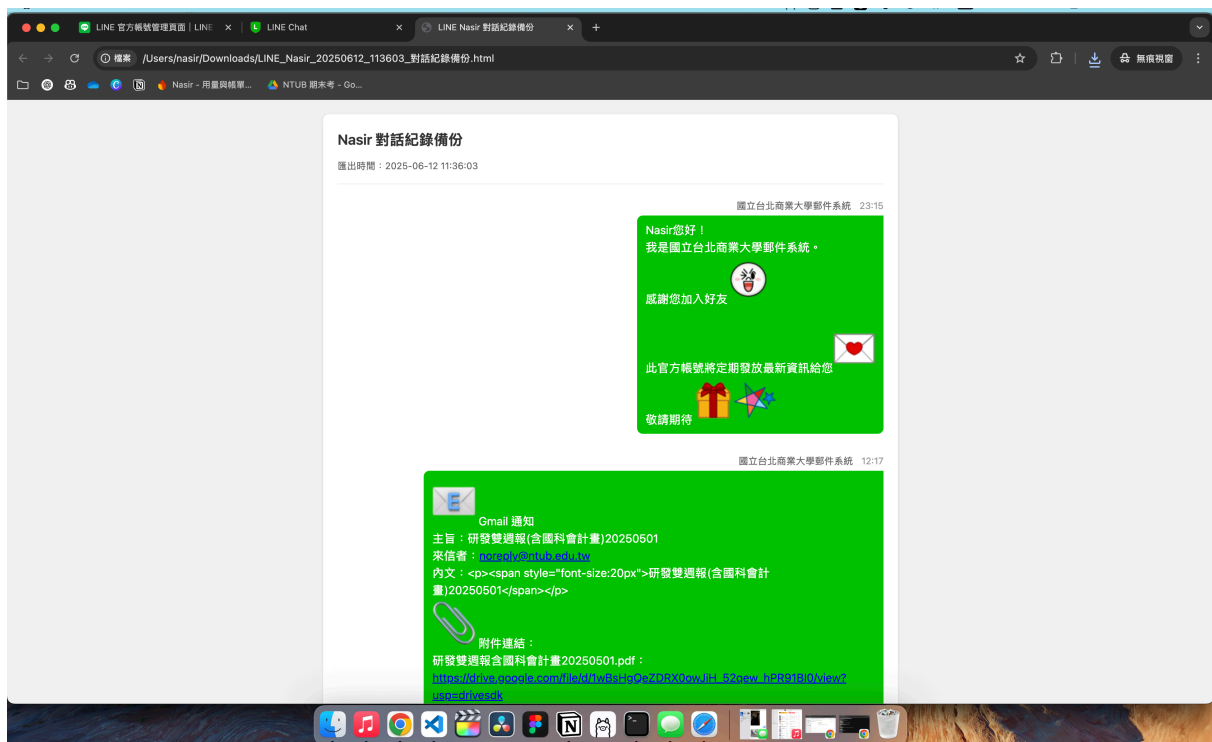 LINE 官方帳號管理頁面 | LINE
LINE Chat
LINE Nasir 對話紀錄備份
檔案 /Users/nasir/Downloads/LINE_Nasir_20250612_113603_對話紀錄備份.html
無痕視窗
Nasir - 用量與帳單...
NTUB 期末考 - Go...
Nasir 對話紀錄備份
匯出時間：2025-06-12 11:36:03
國立台北商業大學郵件系統 23:15
Nasir您好！
我是國立台北商業大學郵件系統。
感謝您加入好友
此官方帳號將定期發放最新資訊給您
敬請期待
國立台北商業大學郵件系統 12:17
Gmail 通知
主旨：研發雙週報(含國科會計畫)20250501
來信者：noreply@ntub.edu.tw
內文：<p><span style="font-size:20px">研發雙週報(含國科會計
畫)20250501</span></p>
附件連結：
研發雙週報含國科會計畫20250501.pdf：
https://drive.google.com/file/d/1wBsHgQeZDRX0owJiH_52qew_hPR91BI0/view?
usp=drivesdk